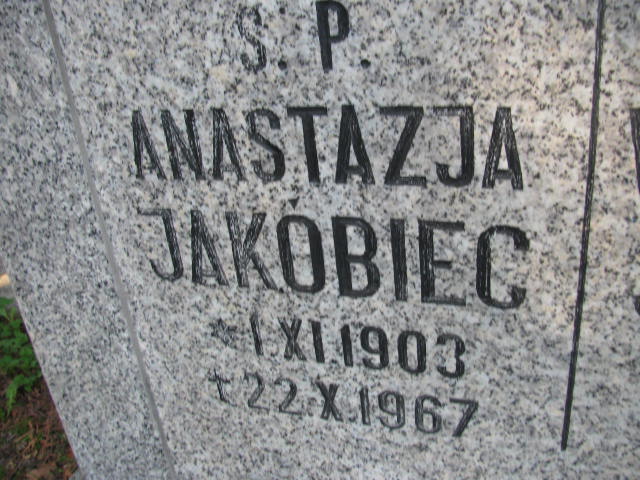 Ś. P.
ANASTAZJA
JAKÓBIEC
* 1.XI.1903
† 22.X.1967